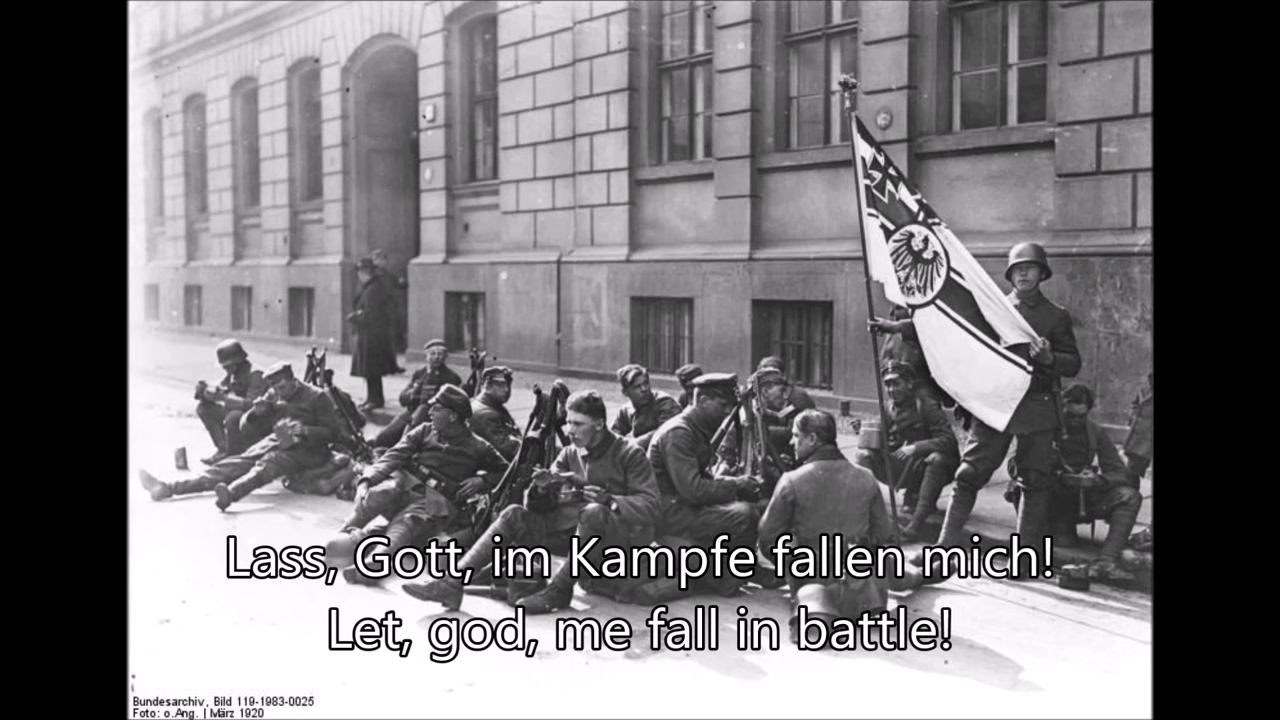 Lass, Gott, im Kampfe fallen mich!
Let, god, me fall in battle!
Bundesarchiv, Bild 119-1983-0025
Foto: o.Ang. | März 1920